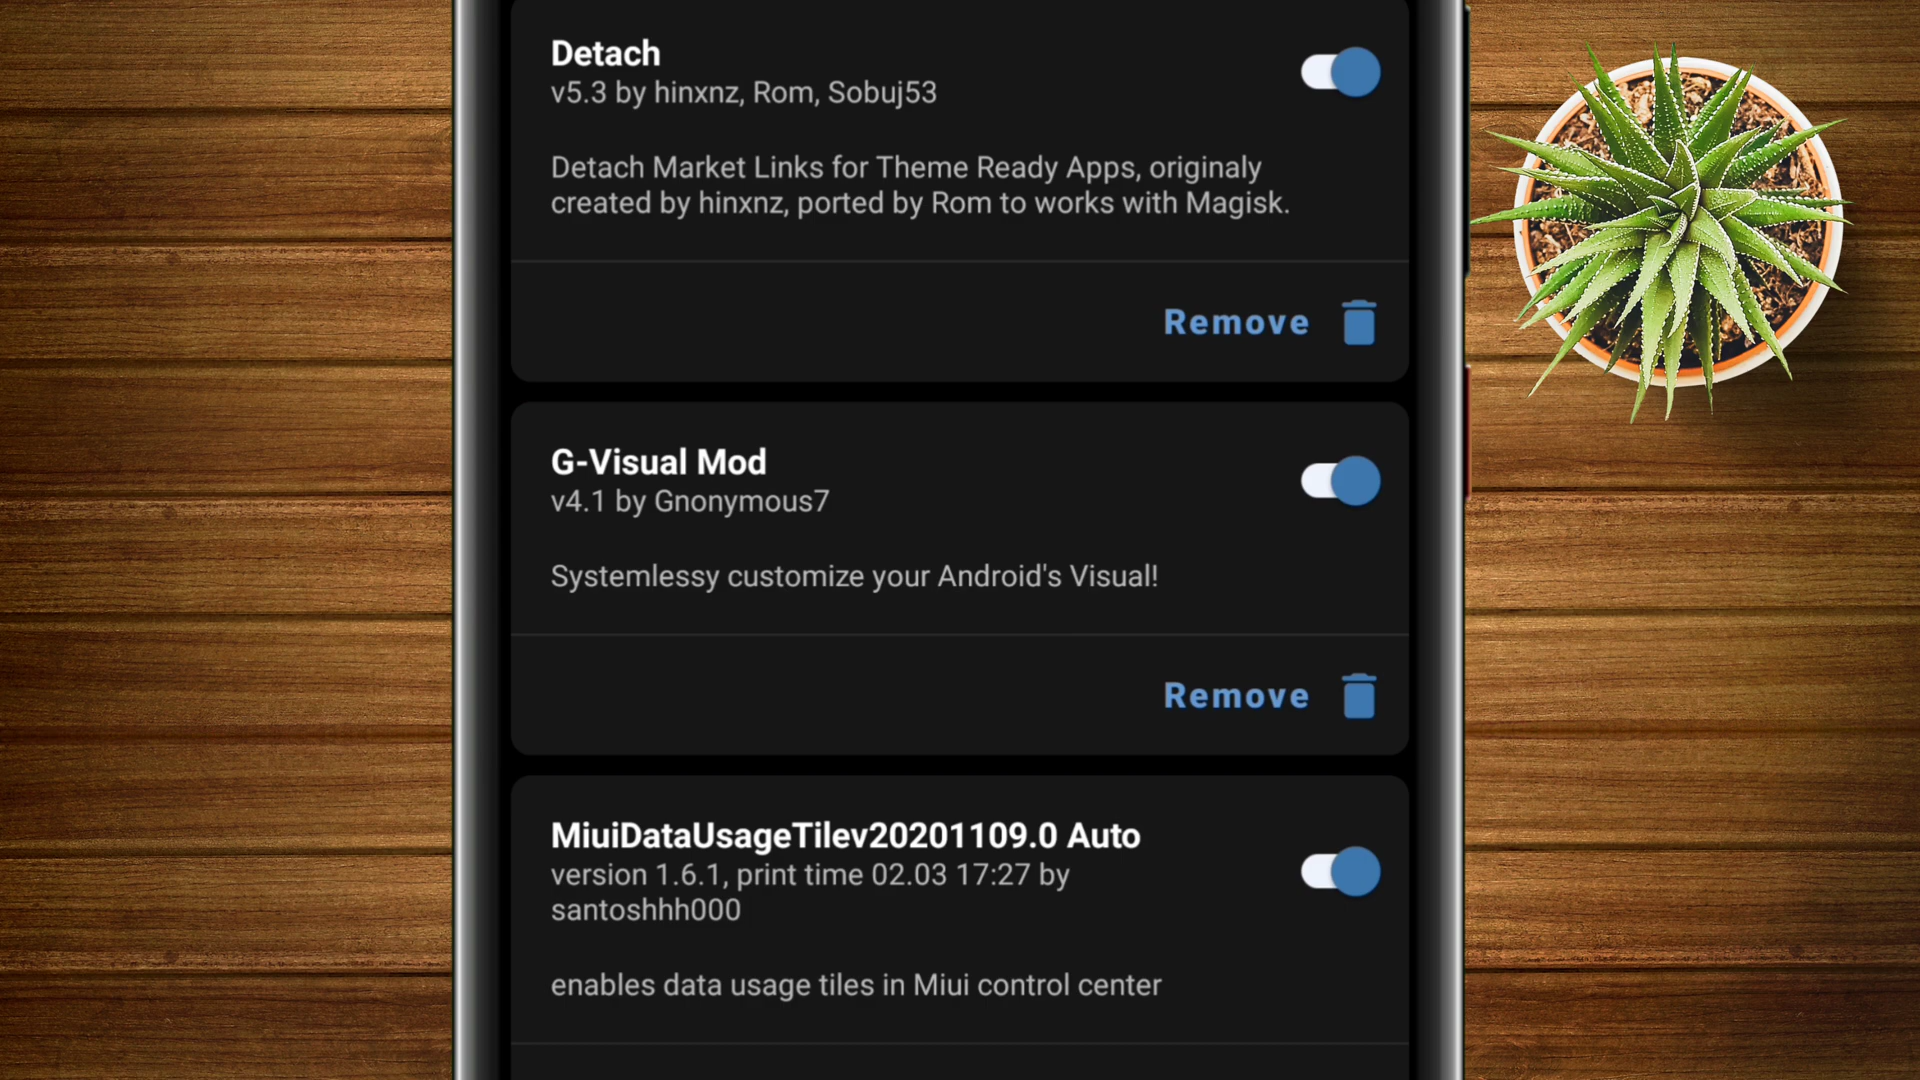 Detach
v5.3 by hinxnz, Rom, Sobuj53
Detach Market Links for Theme Ready Apps, originaly
created by hinxnz, ported by Rom to works with Magisk.
Remove
G-Visual Mod
v4.1 by Gnonymous7
Systemlessy customize your Android's Visual!
Remove
MiuiDataUsageTilev20201109.0 Auto
version 1.6.1, print time 02.03 17:27 by
santoshhh000
enables data usage tiles in Miui control center